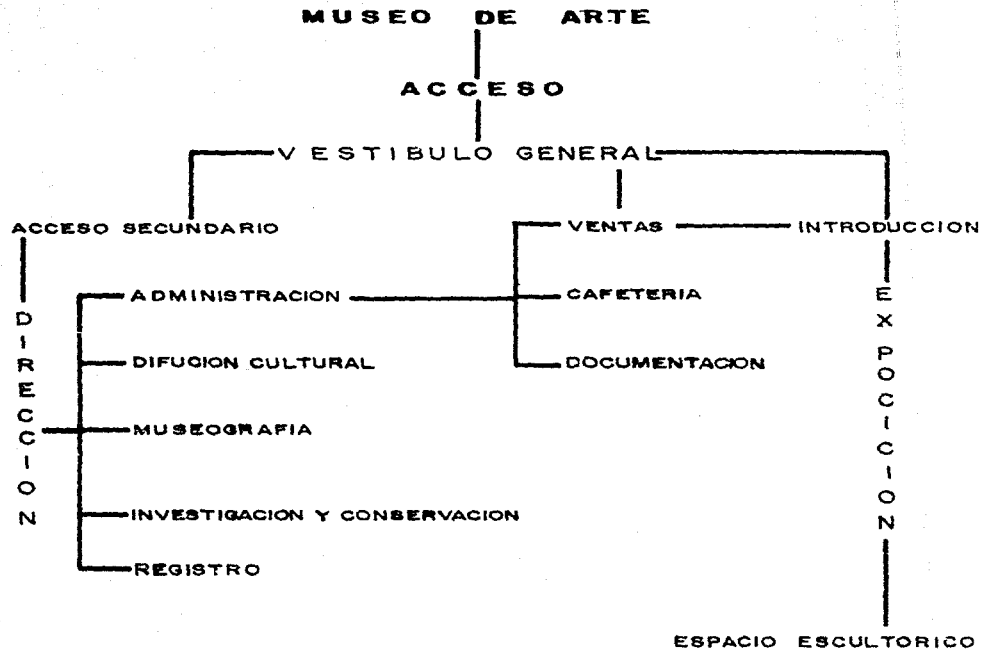 MUSEO DE ARTE
ACCESO
VESTIBULO GENERAL
ACCESO SECUNDARIO
VENTAS
INTRODUCCION
ADMINISTRACION
CAFETERIA
DIRECCION
EXPOCICION
DIFUCION CULTURAL
DOCUMENTACION
MUSEOGRAFIA
INVESTIGACION Y CONSERVACION
REGISTRO
ESPACIO ESCULTORICO